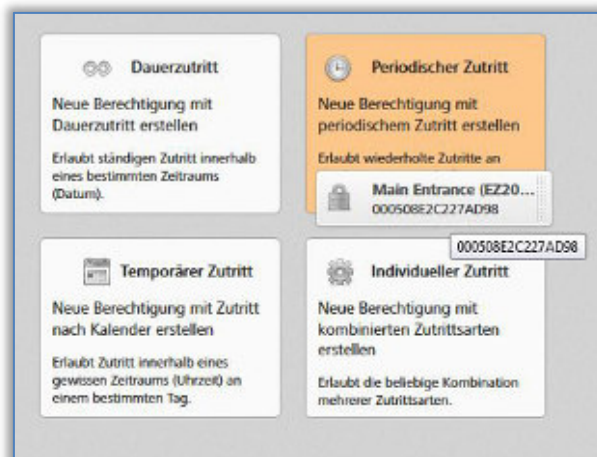 Dauerzutritt
Neue Berechtigung mit
Dauerzutritt erstellen
Erlaubt ständigen Zutritt innerhalb
eines bestimmten Zeitraums
(Datum).
Periodischer Zutritt
Neue Berechtigung mit
periodischem Zutritt erstellen
Erlaubt wiederholte Zutritte an
Main Entrance (EZ20...
000508E2C227AD98
000508E2C227AD98
Temporärer Zutritt
Neue Berechtigung mit Zutritt
nach Kalender erstellen
Erlaubt Zutritt innerhalb eines
gewissen Zeitraums (Uhrzeit) an
einem bestimmten Tag.
Individueller Zutritt
Neue Berechtigung mit
kombinierten Zutrittsarten
erstellen
Erlaubt die beliebige Kombination
mehrerer Zutrittsarten.